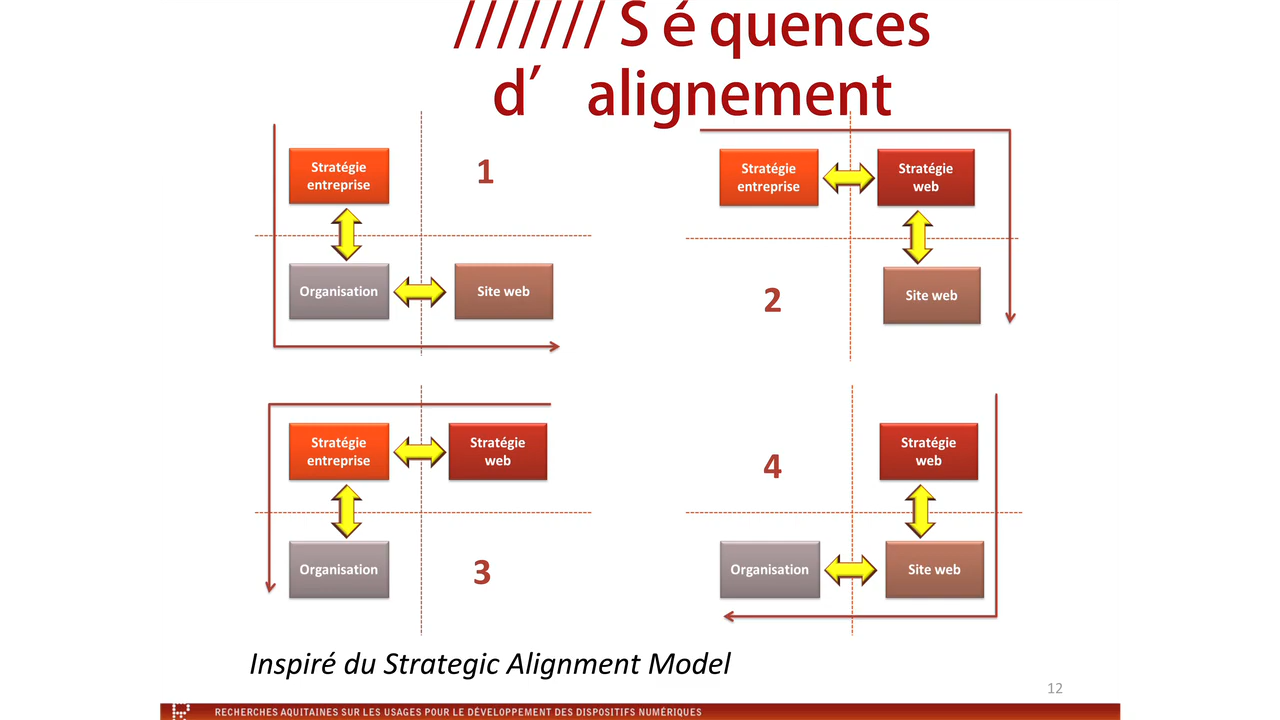 /////// S é quences
d’ alignement
Stratégie
entreprise
1
Organisation
Site web
Stratégie
entreprise
Stratégie
web
2
Site web
Stratégie
entreprise
Stratégie
web
Organisation
3
4
Stratégie
web
Organisation
Site web
Inspiré du Strategic Alignment Model
12
RECHERCHES AQUITAINES SUR LES USAGES POUR LE DÉVELOPPEMENT DES DISPOSITIFS NUMÉRIQUES